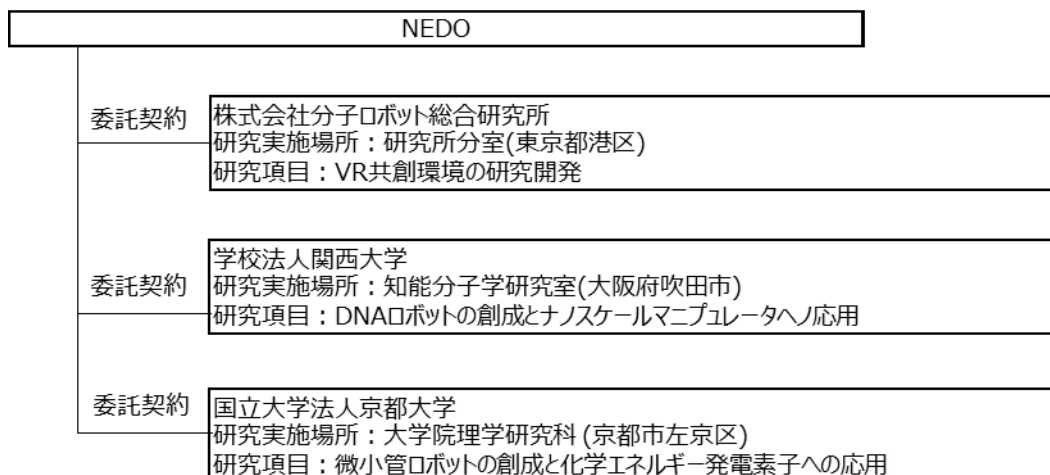 NEDO
委託契約
株式会社分子ロボット総合研究所
研究実施場所：研究所分室(東京都港区)
研究項目：VR共創環境の研究開発
委託契約
学校法人関西大学
研究実施場所：知能分子学研究室(大阪府吹田市)
研究項目：DNAロボットの創成とナノスケールマニピュレータヘノ応用
委託契約
国立大学法人京都大学
研究実施場所：大学院理学研究科 (京都市左京区)
研究項目：微小管ロボットの創成と化学エネルギー発電素子への応用